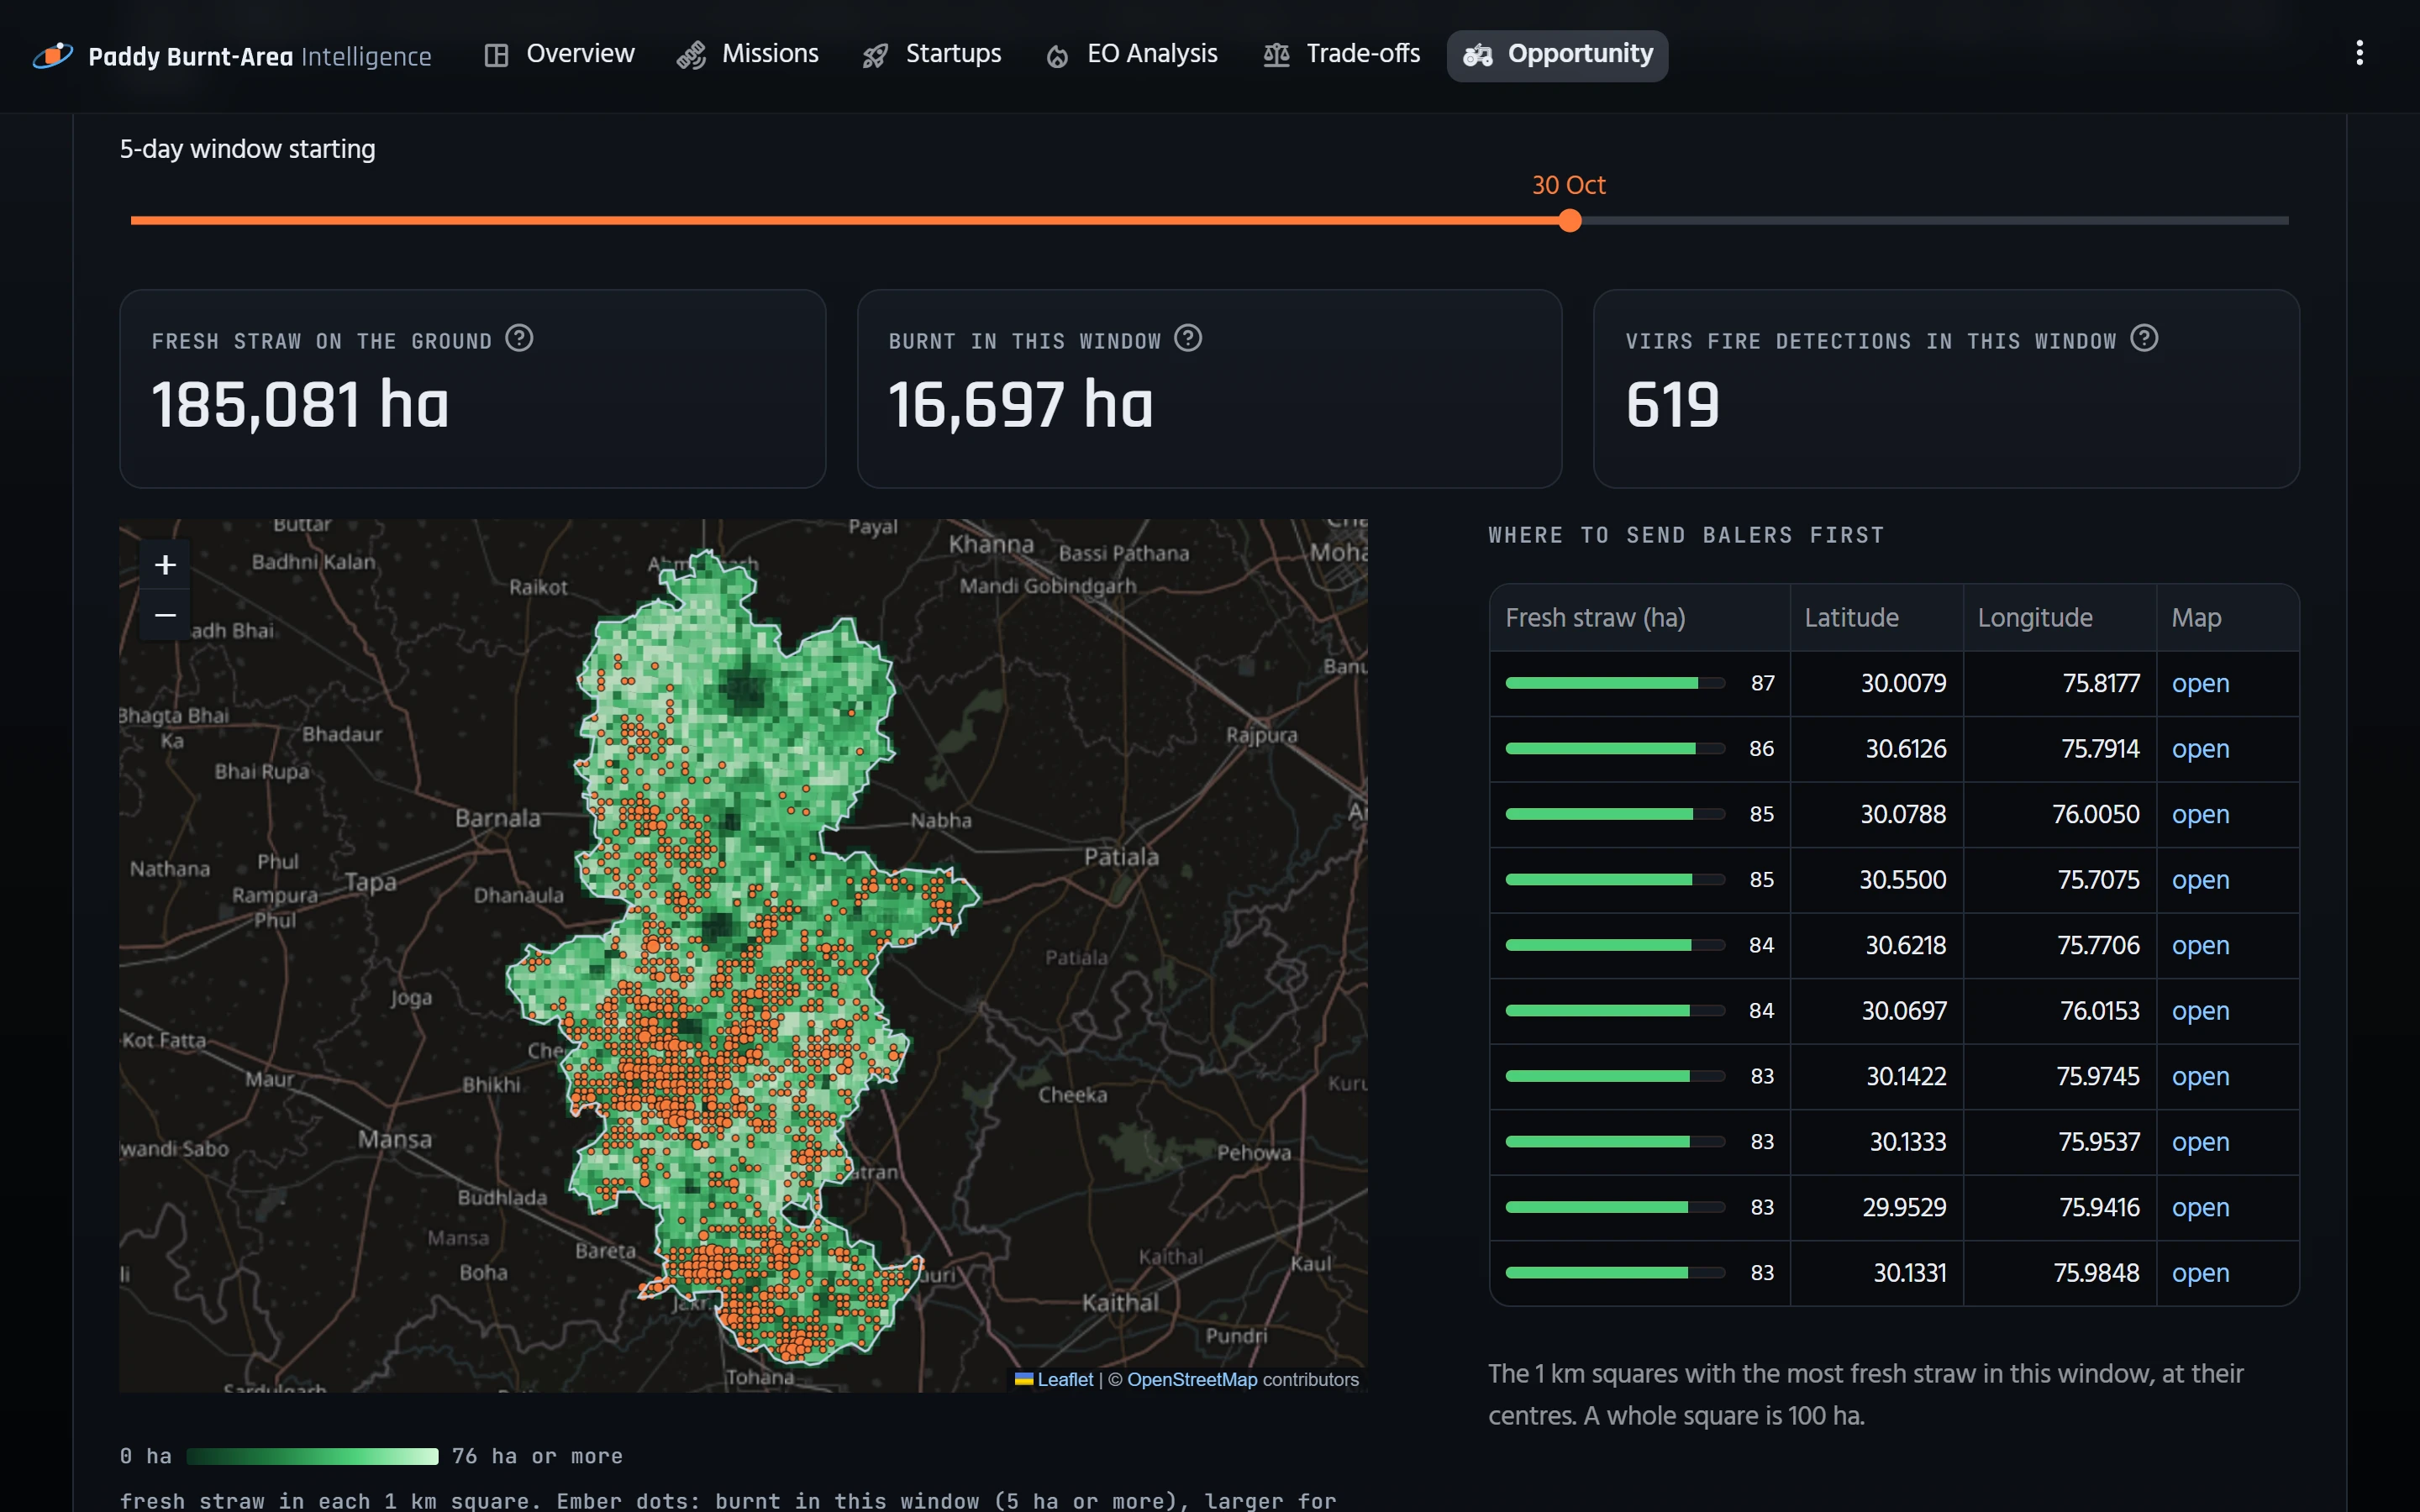 Paddy Burnt-Area Intelligence
Overview
Missions
Startups
EO Analysis
Trade-offs
Opportunity
5-day window starting
30 Oct
FRESH STRAW ON THE GROUND
185,081 ha
BURNT IN THIS WINDOW
16,697 ha
VIIRS FIRE DETECTIONS IN THIS WINDOW
619
+
−
Buttar
Badhni Kalan
Raikot
Payal
Khanna
Bassi Pathana
Mandi Gobindgarh
adh Bhai
Bhagta Bhai
Ka
Bhadaur
Bhai Rupa
Rajpura
Barnala
Nabha
Patiala
Nathana
Phul
Rampura
Phul
Tapa
Dhanaula
Patiala
Joga
Kot Fatta
Maur
Bhikhi
Cheeka
Mansa
wandi Sabo
Pehowa
Budhlada
Mansa
Bareta
Boha
Kaithal
Kaul
Kaithal
Pundri
Tohana
Leaflet | © OpenStreetMap contributors
0 ha 76 ha or more
fresh straw in each 1 km square. Ember dots: burnt in this window (5 ha or more), larger for
WHERE TO SEND BALERS FIRST
Fresh straw (ha) Latitude Longitude Map
87 30.0079 75.8177 open
86 30.6126 75.7914 open
85 30.0788 76.0050 open
85 30.5500 75.7075 open
84 30.6218 75.7706 open
84 30.0697 76.0153 open
83 30.1422 75.9745 open
83 30.1333 75.9537 open
83 29.9529 75.9416 open
83 30.1331 75.9848 open
The 1 km squares with the most fresh straw in this window, at their
centres. A whole square is 100 ha.